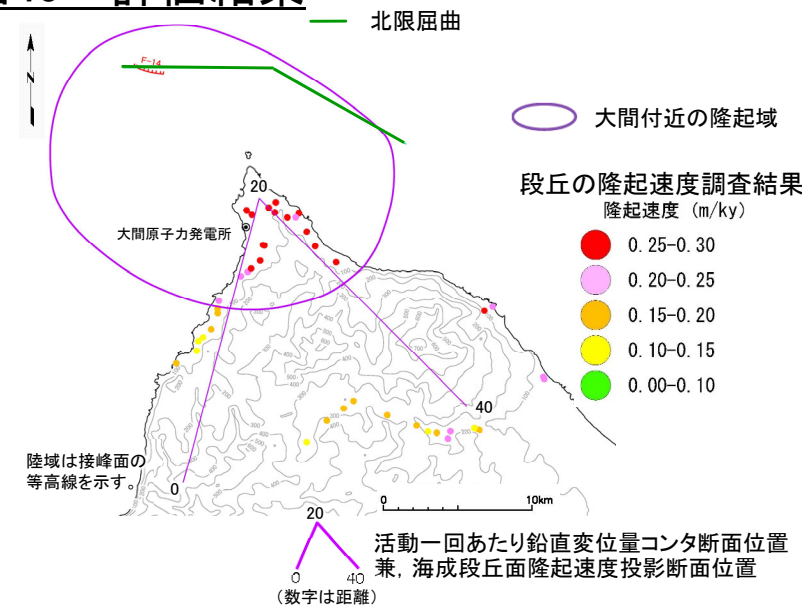 評価結果
北限屈曲
F-14
N
大間付近の隆起域
段丘の隆起速度調査結果
隆起速度 (m/ky)
0.25-0.30
0.20-0.25
0.15-0.20
0.10-0.15
0.00-0.10
20
大間原子力発電所
40
陸域は接峰面の
等高線を示す。
0
0 10km
20
0 40
(数字は距離)
活動一回あたり鉛直変位量コンタ断面位置
兼, 海成段丘面隆起速度投影断面位置